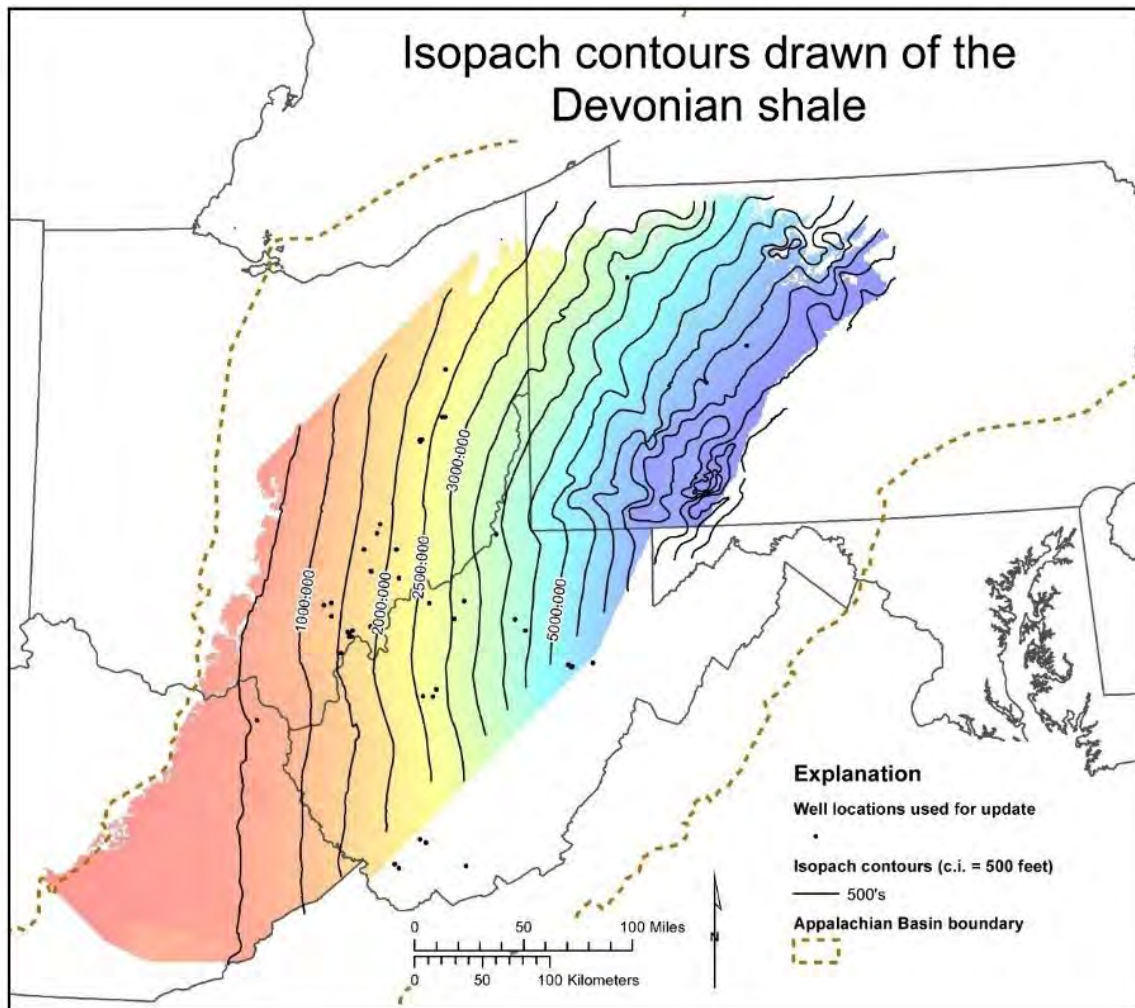 Isopach contours drawn of the
Devonian shale
3000.000
1000.000
2000.000
2500.000
5000.000
Explanation
Well locations used for update
Isopach contours (c.i. = 500 feet)
500's
Appalachian Basin boundary
0 50 100 Miles
0 50 100 Kilometers
N